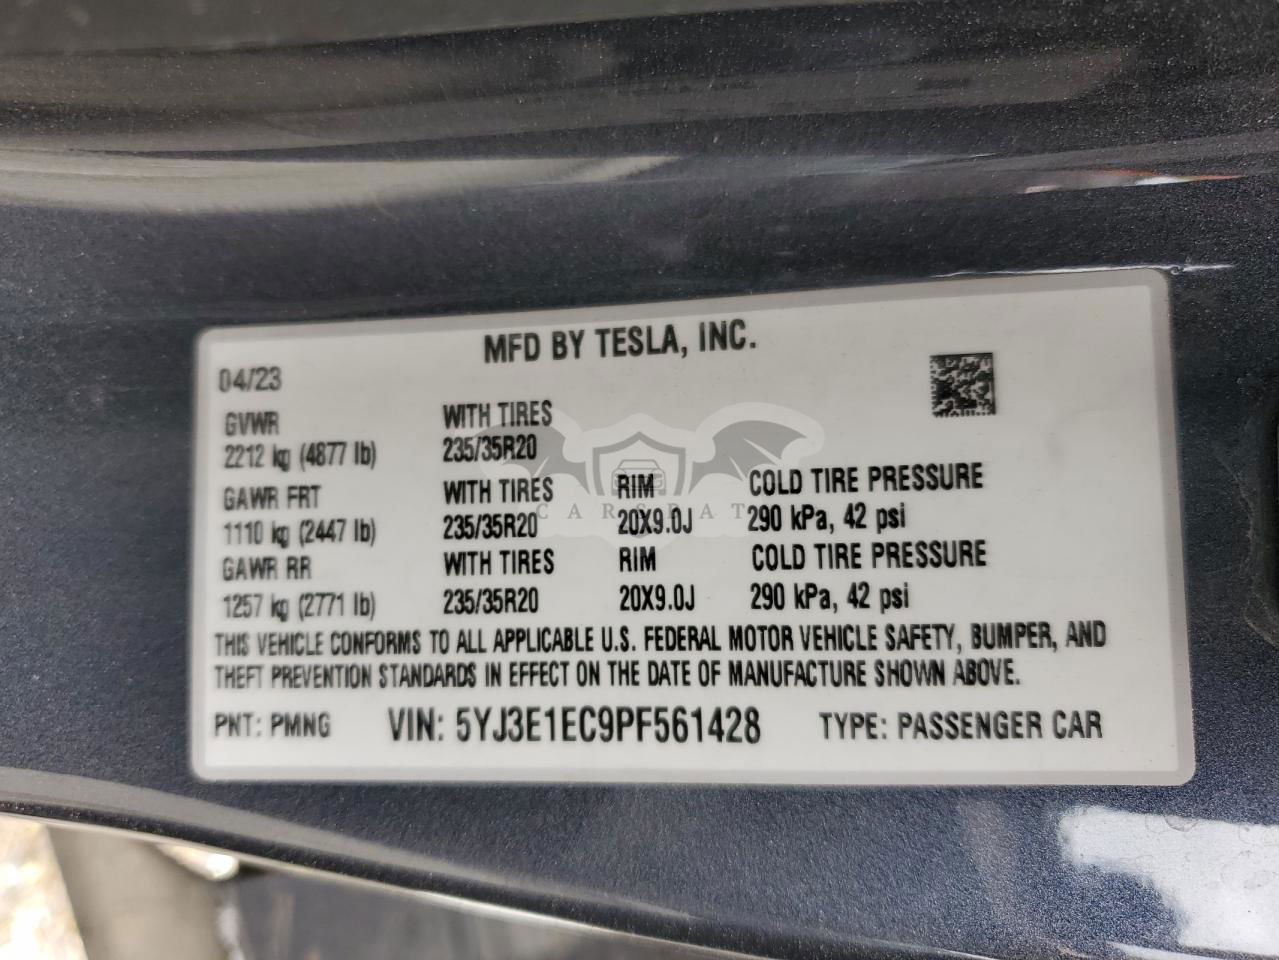 MFD BY TESLA, INC.
04/23
GVWR WITH TIRES
2212 kg (4877 lb) 235/35R20
GAWR FRT WITH TIRES RIM COLD TIRE PRESSURE
1110 kg (2447 lb) 235/35R20 20X9.0J 290 kPa, 42 psi
GAWR RR WITH TIRES RIM COLD TIRE PRESSURE
1257 kg (2771 lb) 235/35R20 20X9.0J 290 kPa, 42 psi
THIS VEHICLE CONFORMS TO ALL APPLICABLE U.S. FEDERAL MOTOR VEHICLE SAFETY, BUMPER, AND
THEFT PREVENTION STANDARDS IN EFFECT ON THE DATE OF MANUFACTURE SHOWN ABOVE.
PNT: PMNG VIN: 5YJ3E1EC9PF561428 TYPE: PASSENGER CAR